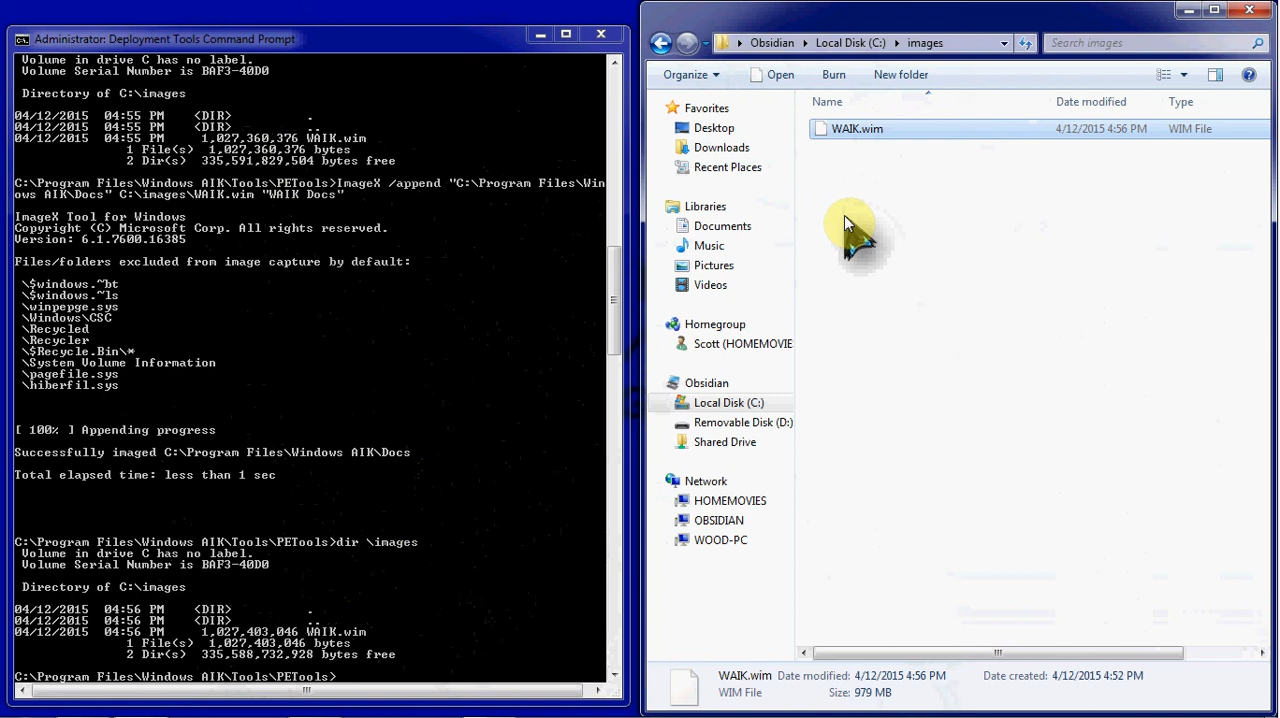 Administrator: Deployment Tools Command Prompt
Volume in drive C has no label.
Volume Serial Number is BAF3-40D0
Directory of C:\images
04/12/2015 04:55 PM <DIR> .
04/12/2015 04:55 PM <DIR> ..
04/12/2015 04:55 PM 1,027,360,376 WAIK.wim
1 File(s) 1,027,360,376 bytes
2 Dir(s) 335,591,829,504 bytes free
C:\Program Files\Windows AIK\Tools\PETools>ImageX /append "C:\Program Files\Win
ows AIK\Docs" C:\images\WAIK.wim "WAIK Docs"
ImageX Tool for Windows
Copyright (C) Microsoft Corp. All rights reserved.
Version: 6.1.7600.16385
Files/folders excluded from image capture by default:
\$windows.~bt
\$windows.~ls
\winpepge.sys
\Windows\CSC
\Recycled
\Recycler
\$Recycle.Bin\*
\System Volume Information
\pagefile.sys
\hiberfil.sys
[ 100% ] Appending progress
Successfully imaged C:\Program Files\Windows AIK\Docs
Total elapsed time: less than 1 sec
C:\Program Files\Windows AIK\Tools\PETools>dir \images
Volume in drive C has no label.
Volume Serial Number is BAF3-40D0
Directory of C:\images
04/12/2015 04:56 PM <DIR> .
04/12/2015 04:56 PM <DIR> ..
04/12/2015 04:56 PM 1,027,403,046 WAIK.wim
1 File(s) 1,027,403,046 bytes
2 Dir(s) 335,588,732,928 bytes free
C:\Program Files\Windows AIK\Tools\PETools>
Obsidian Local Disk (C:) images Search images
Organize Open Burn New folder
Name Date modified Type
WAIK.wim 4/12/2015 4:56 PM WIM File
Favorites
Desktop
Downloads
Recent Places
Libraries
Documents
Music
Pictures
Videos
Homegroup
Scott (HOMEMOVIE
Obsidian
Local Disk (C:)
Removable Disk (D:)
Shared Drive
Network
HOMEMOVIES
OBSIDIAN
WOOD-PC
WAIK.wim Date modified: 4/12/2015 4:56 PM Date created: 4/12/2015 4:52 PM
WIM File Size: 979 MB